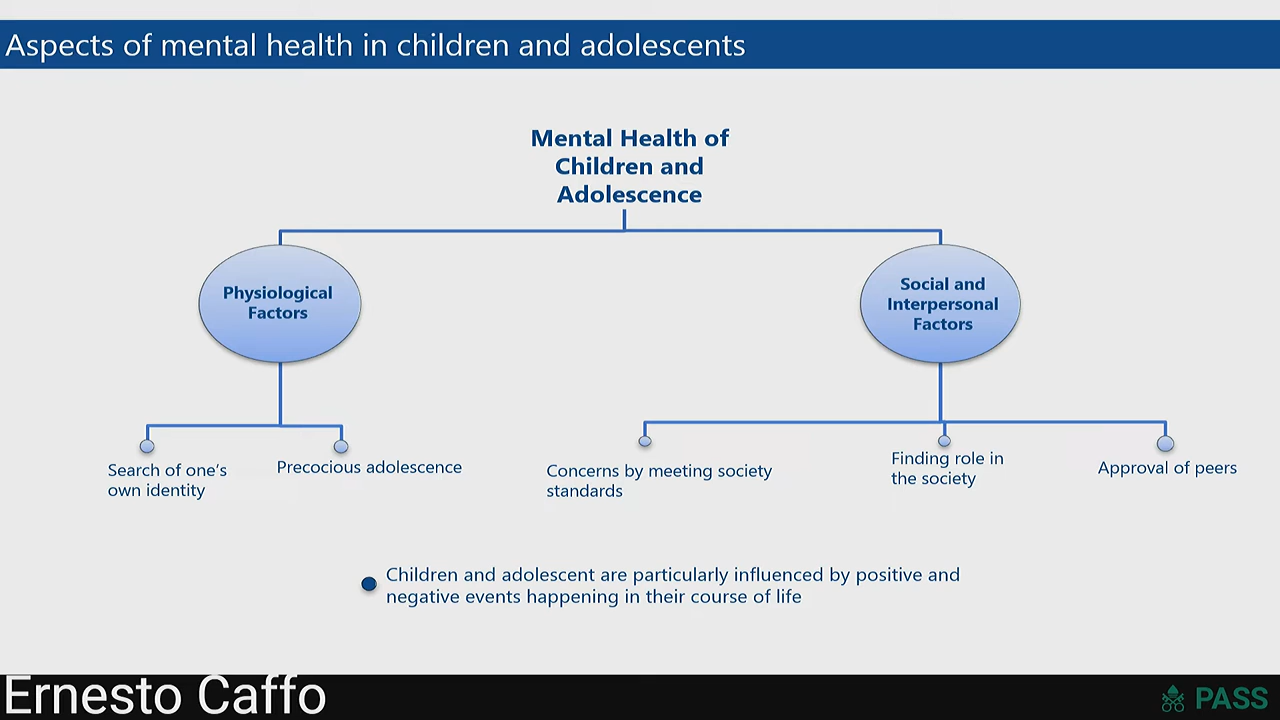 Aspects of mental health in children and adolescents
Mental Health of
Children and
Adolescence
Physiological
Factors
Social and
Interpersonal
Factors
Search of one's
own identity
Precocious adolescence
Concerns by meeting society
standards
Finding role in
the society
Approval of peers
Children and adolescent are particularly influenced by positive and
negative events happening in their course of life
Ernesto Caffo
PASS